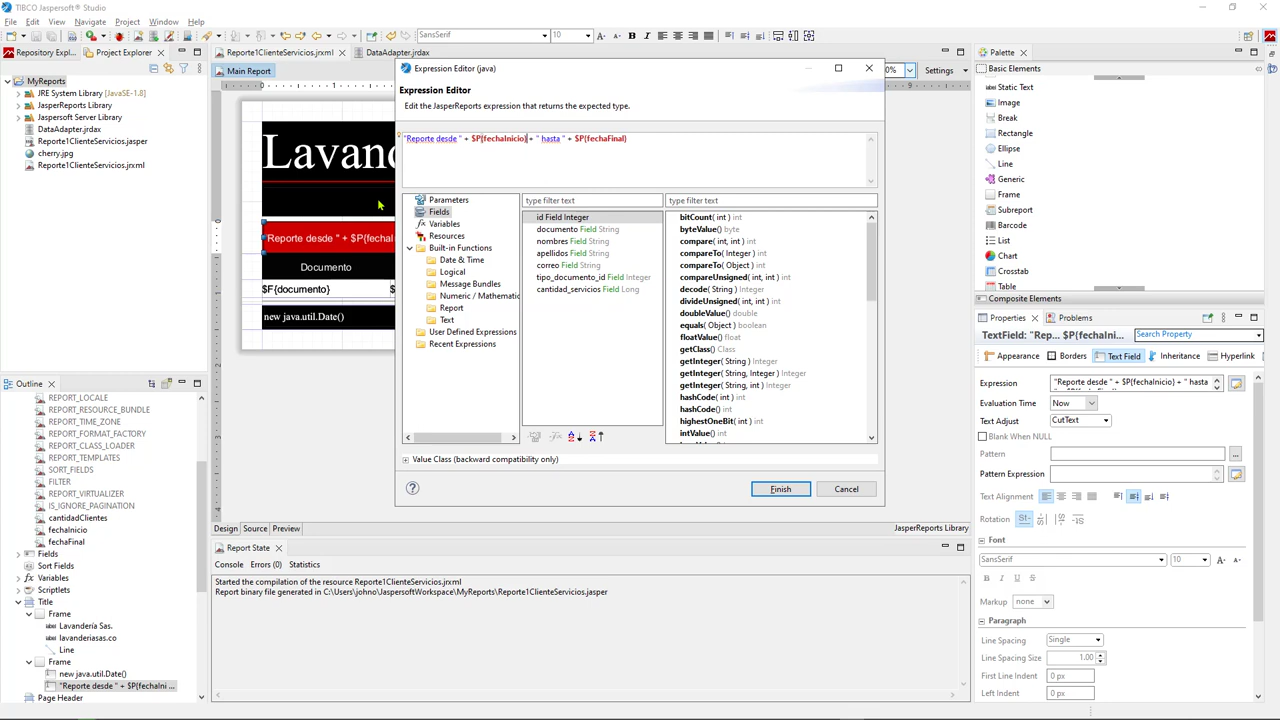 TIBCO Jaspersoft® Studio
File Edit View Navigate Project Window Help
SansSerif 10
Repository Expl... Project Explorer
Reporte1ClienteServicios.jrxml DataAdapter.jrdax
Palette
MyReports
JRE System Library [JavaSE-1.8]
JasperReports Library
Jaspersoft Server Library
DataAdapter.jrdax
Reporte1ClienteServicios.jasper
cherry.jpg
Reporte1ClienteServicios.jrxml
Main Report
0%
Settings
Lavand
"Reporte desde " + $P{fechaI
Documento
$F{documento}
new java.util.Date()
Expression Editor (java)
Expression Editor
Edit the JasperReports expression that returns the expected type.
"Reporte desde " + $P{fechaInicio} + " hasta " + $P{fechaFinal}
Parameters
Fields
Variables
Resources
Built-in Functions
Date & Time
Logical
Message Bundles
Numeric / Mathematic
Report
Text
User Defined Expressions
Recent Expressions
type filter text
id Field Integer
documento Field String
nombres Field String
apellidos Field String
correo Field String
tipo_documento_id Field Integer
cantidad_servicios Field Long
type filter text
bitCount( int ) int
byteValue() byte
compare( int, int ) int
compareTo( Integer ) int
compareTo( Object ) int
compareUnsigned( int, int ) int
decode( String ) Integer
divideUnsigned( int, int ) int
doubleValue() double
equals( Object ) boolean
floatValue() float
getClass() Class
getInteger( String ) Integer
getInteger( String, Integer ) Integer
getInteger( String, int ) Integer
hashCode( int ) int
hashCode() int
highestOneBit( int ) int
intValue() int
Value Class (backward compatibility only)
Finish Cancel
Basic Elements
Image
Break
Rectangle
Ellipse
Line
Generic
Frame
Subreport
Barcode
List
Chart
Crosstab
Table
Composite Elements
Properties Problems
TextField: "Rep... $P{fechaIni...
Search Property
Appearance Borders Text Field Inheritance Hyperlink
Expression "Reporte desde " + $P{fechaInicio} + " hasta
Evaluation Time Now
Text Adjust CutText
Blank When NULL
Pattern ...
Pattern Expression
Text Alignment
Rotation
Font
SansSerif 10
B I U S
Markup none
Paragraph
Line Spacing Single
Line Spacing Size 1.00
First Line Indent 0 px
Left Indent 0 px
Outline
REPORT_LOCALE
REPORT_RESOURCE_BUNDLE
REPORT_TIME_ZONE
REPORT_FORMAT_FACTORY
REPORT_CLASS_LOADER
REPORT_TEMPLATES
SORT_FIELDS
FILTER
REPORT_VIRTUALIZER
IS_IGNORE_PAGINATION
cantidadClientes
fechaInicio
fechaFinal
Fields
Sort Fields
Variables
Scriptlets
Title
Frame
Lavandería Sas.
lavanderiasas.co
Line
Frame
new java.util.Date()
"Reporte desde " + $P{fechaIni ...
Page Header
Design Source Preview
JasperReports Library
Report State
Console Errors (0) Statistics
Started the compilation of the resource Reporte1ClienteServicios.jrxml
Report binary file generated in C:\Users\johno\JaspersoftWorkspace\MyReports\Reporte1ClienteServicios.jasper